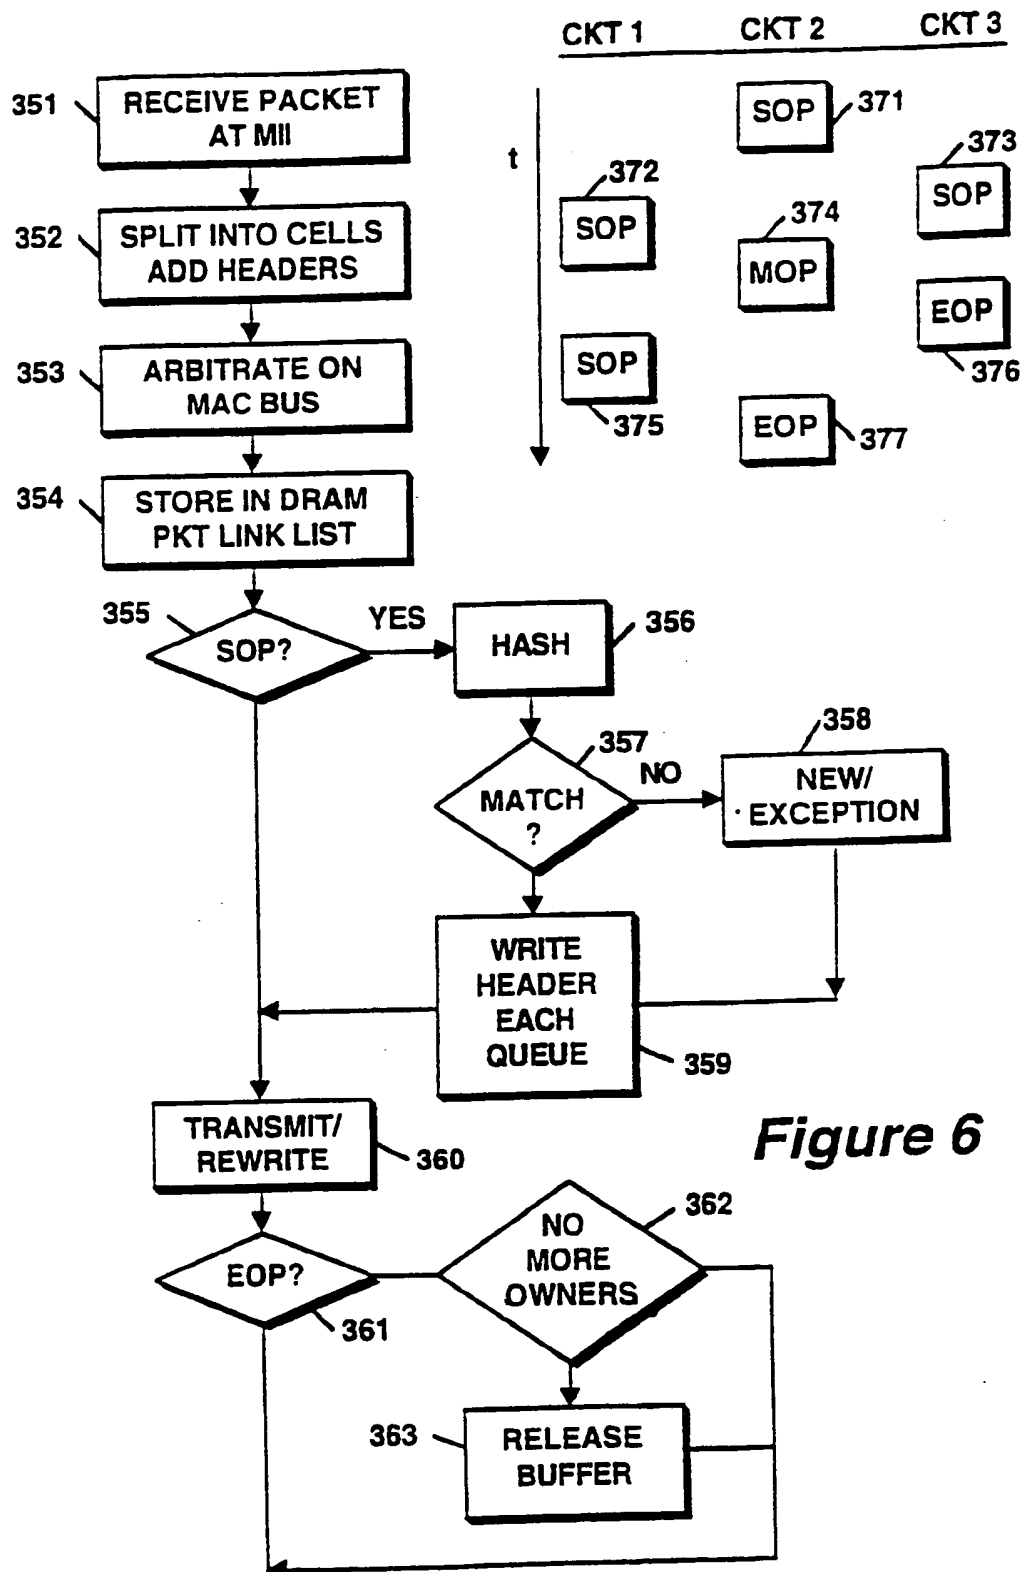 CKT 1
CKT 2
CKT 3
351
RECEIVE PACKET
AT MII
352
SPLIT INTO CELLS
ADD HEADERS
353
ARBITRATE ON
MAC BUS
354
STORE IN DRAM
PKT LINK LIST
t
SOP
371
372
SOP
373
SOP
374
MOP
EOP
376
SOP
375
EOP
377
355
SOP?
YES
HASH
356
357
MATCH
?
NO
358
NEW/
EXCEPTION
WRITE
HEADER
EACH
QUEUE
359
TRANSMIT/
REWRITE
360
Figure 6
EOP?
361
NO
MORE
OWNERS
362
363
RELEASE
BUFFER